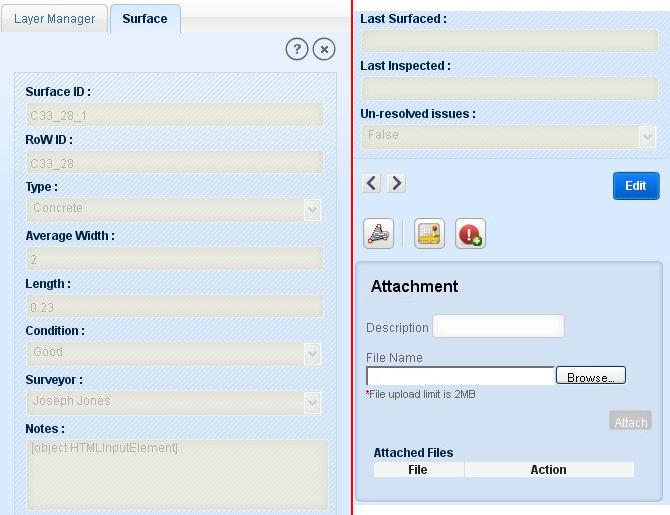 Layer Manager
Surface
?
Surface ID :
C33_28_1
RoW ID :
C33_28
Type :
Concrete
Average Width :
2
Length :
0.23
Condition :
Good
Surveyor :
Joseph Jones
Notes :
[object HTMLInputElement]
Last Surfaced :
Last Inspected :
Un-resolved issues :
False
Edit
Attachment
Description
File Name
Browse...
*File upload limit is 2MB
Attach
Attached Files
File Action